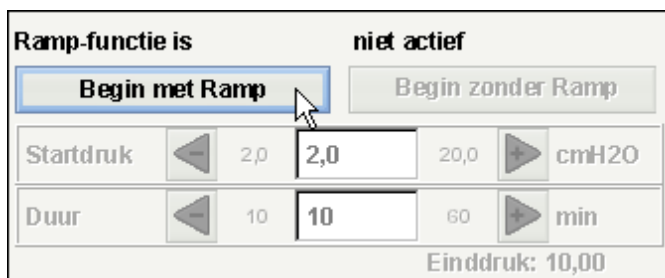 Ramp-functie is niet actief
Begin met Ramp Begin zonder Ramp
Startdruk 2,0 2,0 20,0 cmH2O
Duur 10 10 60 min
Einddruk: 10,00